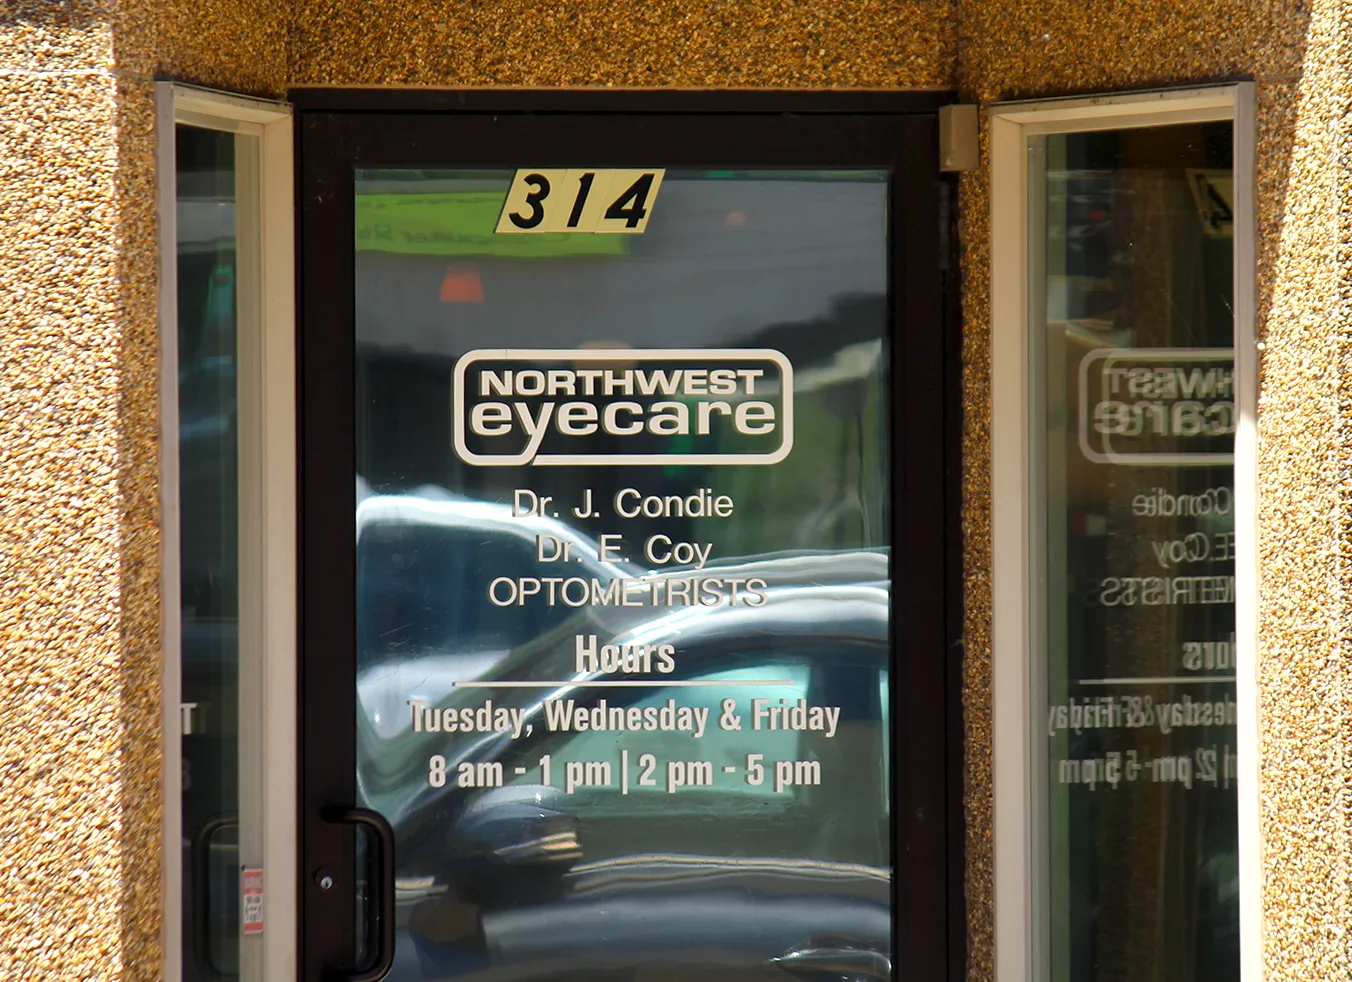 314
NORTHWEST
eyecare
Dr. J. Condie
Dr. E. Coy
OPTOMETRISTS
Hours
Tuesday, Wednesday & Friday
8 am - 1 pm | 2 pm - 5 pm